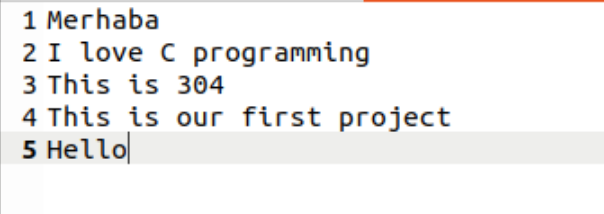 1 Merhaba
2 I love C programming
3 This is 304
4 This is our first project
5 Hello